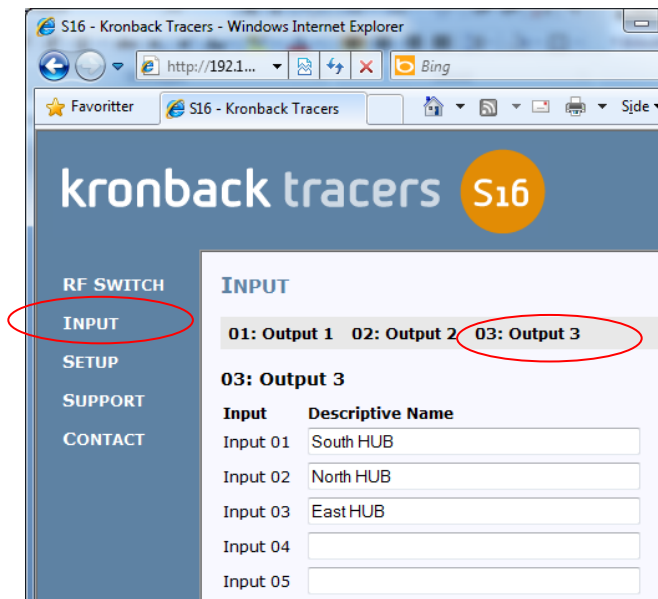 S16 - Kronback Tracers - Windows Internet Explorer
http://192.1...
Bing
Favoritter
S16 - Kronback Tracers
Side
kronback tracers S16
RF SWITCH
INPUT
SETUP
SUPPORT
CONTACT
INPUT
01: Output 1 02: Output 2 03: Output 3
03: Output 3
Input Descriptive Name
Input 01 South HUB
Input 02 North HUB
Input 03 East HUB
Input 04
Input 05